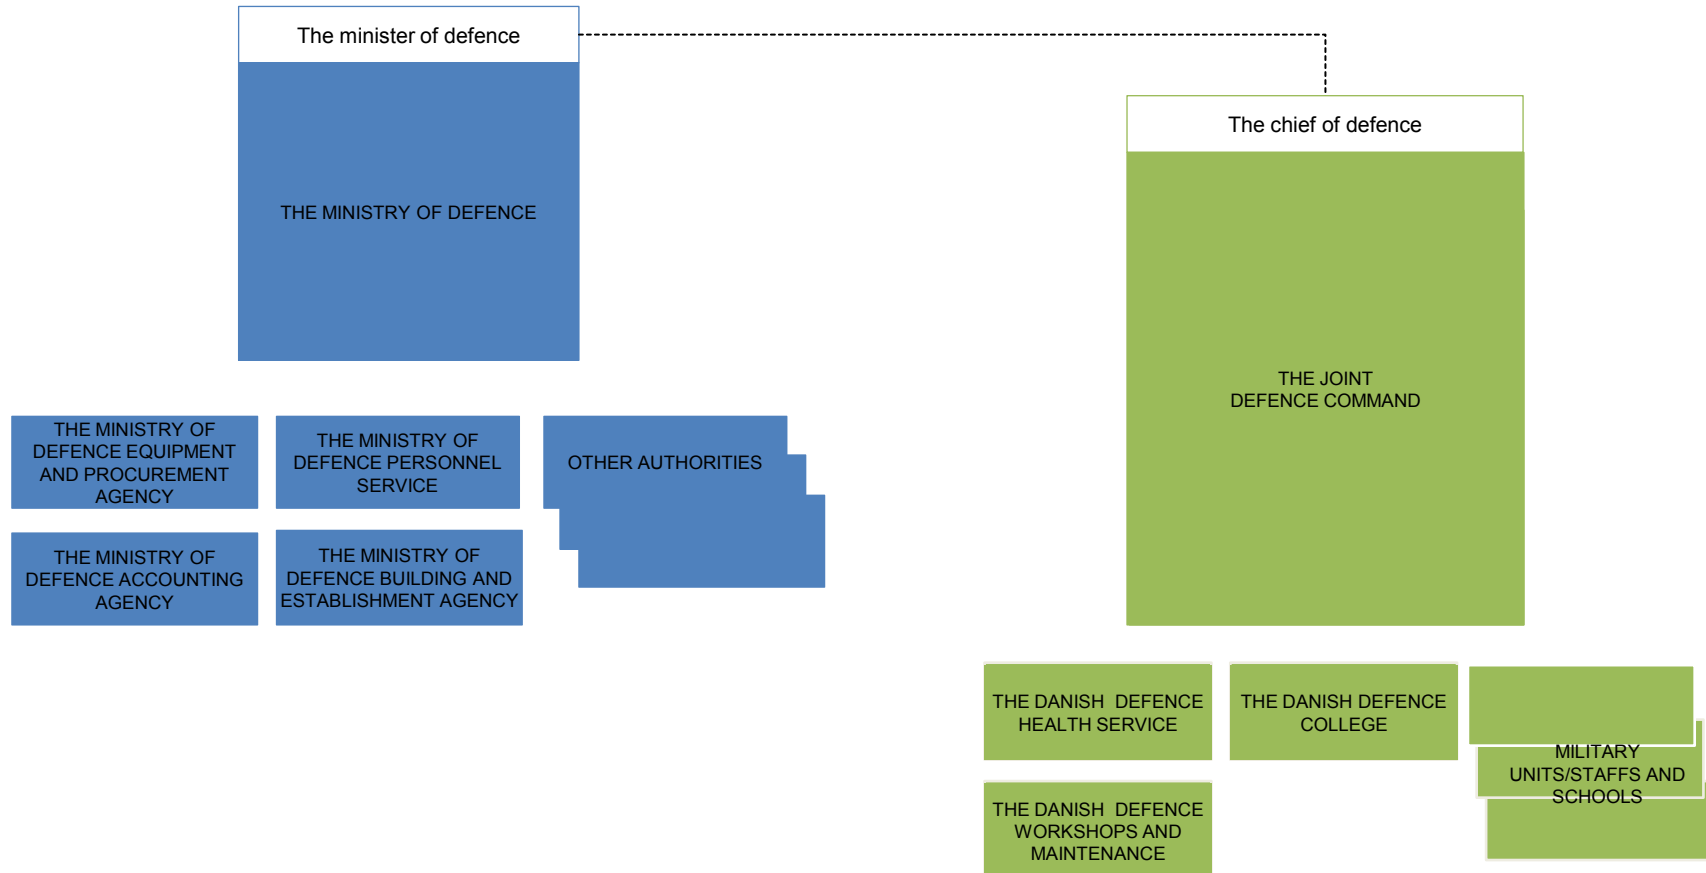 The minister of defence
THE MINISTRY OF DEFENCE
The chief of defence
THE JOINT
DEFENCE COMMAND
THE MINISTRY OF
DEFENCE EQUIPMENT
AND PROCUREMENT
AGENCY
THE MINISTRY OF
DEFENCE PERSONNEL
SERVICE
OTHER AUTHORITIES
THE MINISTRY OF
DEFENCE ACCOUNTING
AGENCY
THE MINISTRY OF
DEFENCE BUILDING AND
ESTABLISHMENT AGENCY
THE DANISH DEFENCE
HEALTH SERVICE
THE DANISH DEFENCE
COLLEGE
MILITARY
UNITS/STAFFS AND
SCHOOLS
THE DANISH DEFENCE
WORKSHOPS AND
MAINTENANCE